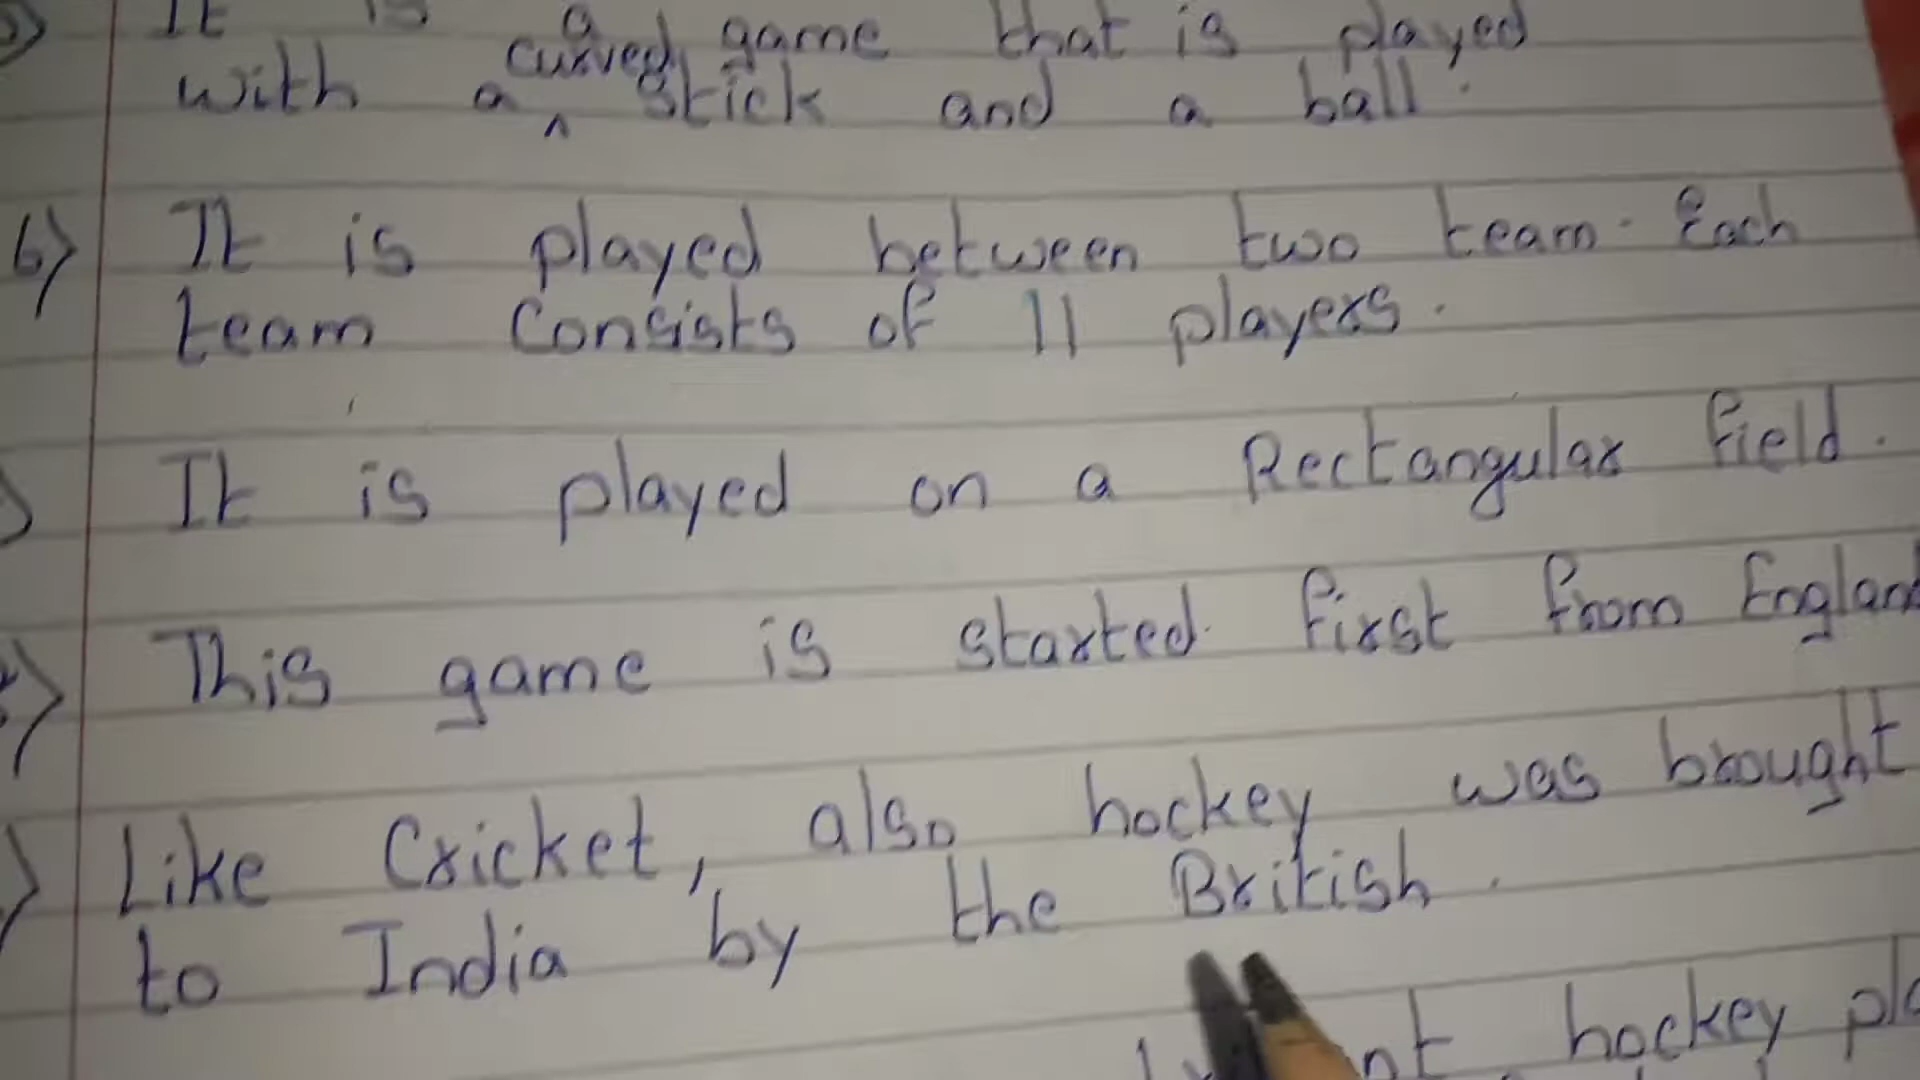 It is a game that is played
with a curved stick and a ball.
6) It is played between two team. Each
team Consists of 11 players.
It is played on a Rectangular field.
This game is started first from England
Like Cricket, also hockey was brought
to India by the British.
hockey